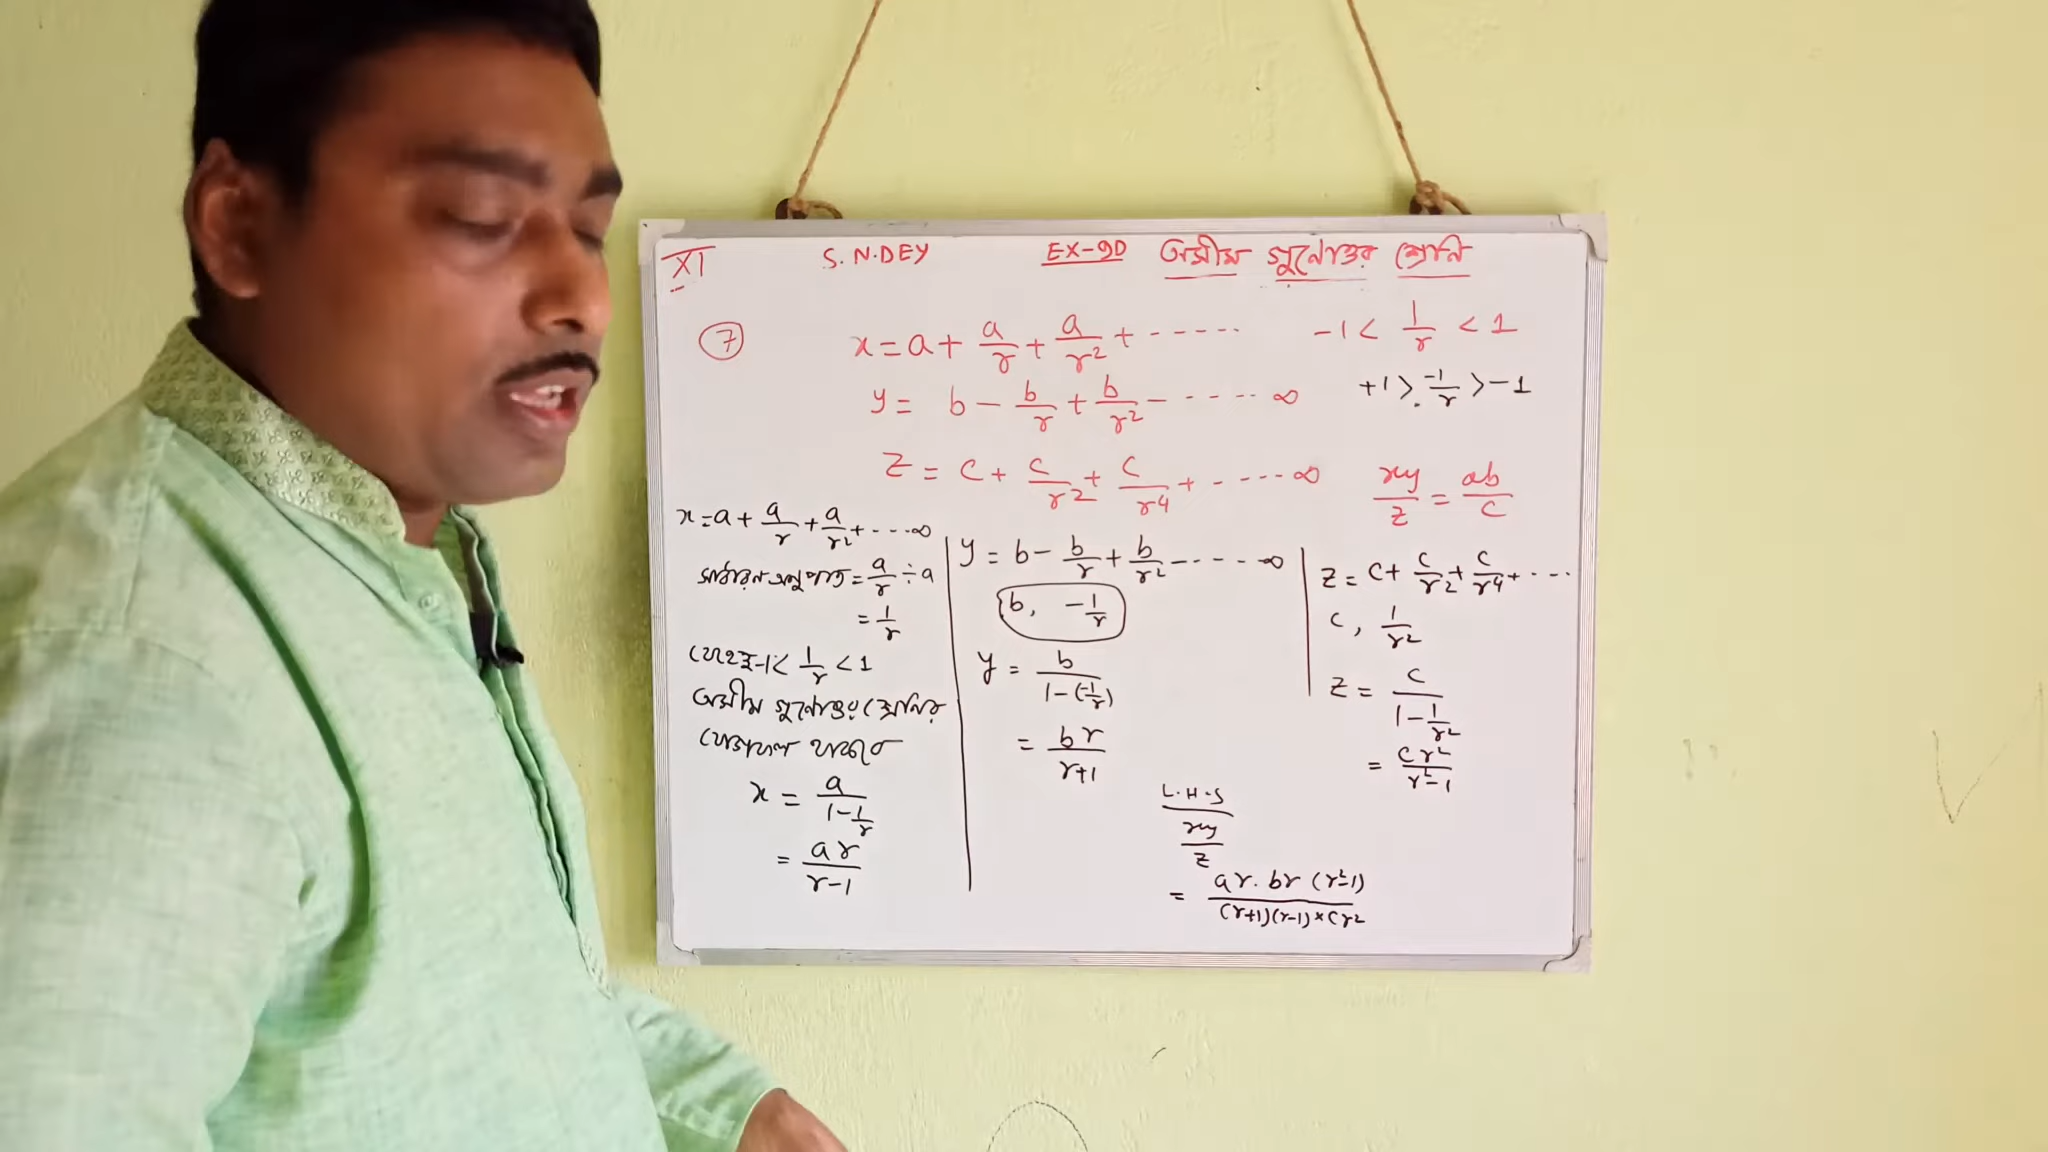 XI S. N. DEY EX-9D অসীম গুণোত্তর শ্রেণি
7
x = a + a/r + a/r² + ----- -1 < 1/r < 1
y = b - b/r + b/r² - ----- ∞ +1 > -1/r > -1
z = c + c/r² + c/r⁴ + ----- ∞ xy/z = ab/c
x = a + a/r + a/r² + --- ∞
সাধারন অনুপাত = a/r ÷ a
= 1/r
যেহেতু -1 < 1/r < 1
অসীম গুণোত্তর শ্রেণির
যোগফল থাকবে
x = a/(1 - 1/r)
= ar/(r-1)
y = b - b/r + b/r² - ----- ∞
b, -1/r
y = b/(1-(-1/r))
= br/(r+1)
z = c + c/r² + c/r⁴ + ---
c, 1/r²
z = c/(1 - 1/r²)
= cr²/(r²-1)
L.H.S
xy/z
= ar. br (r²-1)/((r+1)(r-1)×cr²)